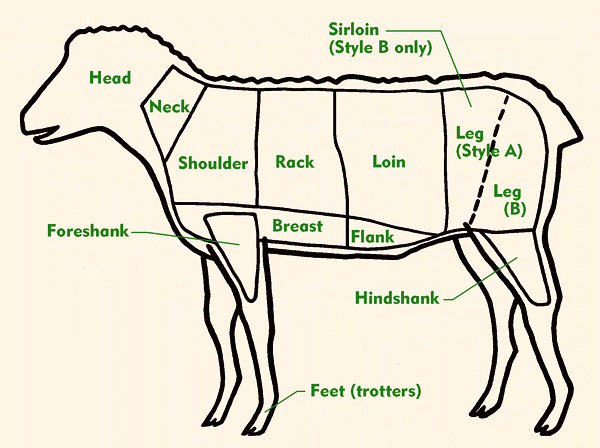 Sirloin
(Style B only)
Head
Neck
Shoulder
Rack
Loin
Leg
(Style A)
Leg
(B)
Foreshank
Breast
Flank
Hindshank
Feet (trotters)